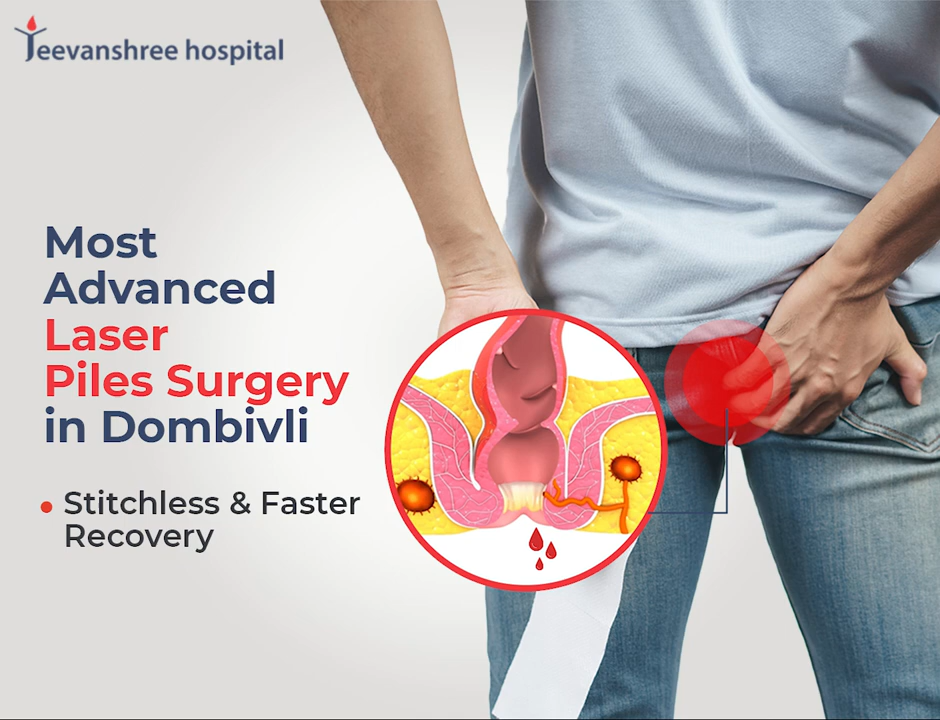 Jeevanshree hospital
Most
Advanced
Laser
Piles Surgery
in Dombivli
• Stitchless & Faster
Recovery